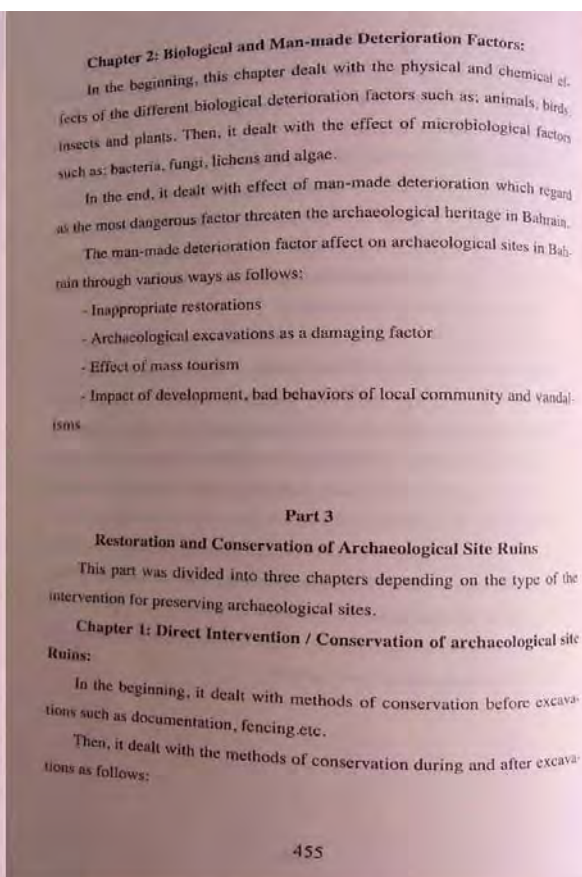 Chapter 2: Biological and Man-made Deterioration Factors:
In the beginning, this chapter dealt with the physical and chemical ef-
fects of the different biological deterioration factors such as; animals, birds,
insects and plants. Then, it dealt with the effect of microbiological factors
such as; bacteria, fungi, lichens and algae.
In the end, it dealt with effect of man-made deterioration which regard
as the most dangerous factor threaten the archaeological heritage in Bahrain.
The man-made deterioration factor affect on archaeological sites in Bah-
rain through various ways as follows:
- Inappropriate restorations
- Archaeological excavations as a damaging factor
- Effect of mass tourism
- Impact of development, bad behaviors of local community and vandal-
isms
Part 3
Restoration and Conservation of Archaeological Site Ruins
This part was divided into three chapters depending on the type of the
intervention for preserving archaeological sites.
Chapter 1: Direct Intervention / Conservation of archaeological site
Ruins:
In the beginning, it dealt with methods of conservation before excava-
tions such as documentation, fencing.etc.
Then, it dealt with the methods of conservation during and after excava-
tions as follows:
455